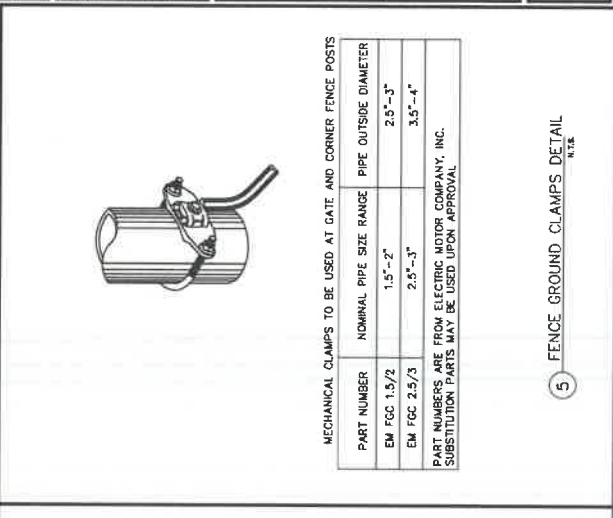 MECHANICAL CLAMPS TO BE USED AT GATE AND CORNER FENCE POSTS
PART NUMBER NOMINAL PIPE SIZE RANGE PIPE OUTSIDE DIAMETER
EM FGC 1.5/2 1.5"-2" 2.5"-3"
EM FGC 2.5/3 2.5"-3" 3.5"-4"
PART NUMBERS ARE FROM ELECTRIC MOTOR COMPANY, INC.
SUBSTITUTION PARTS MAY BE USED UPON APPROVAL
5 FENCE GROUND CLAMPS DETAIL
N.T.S.